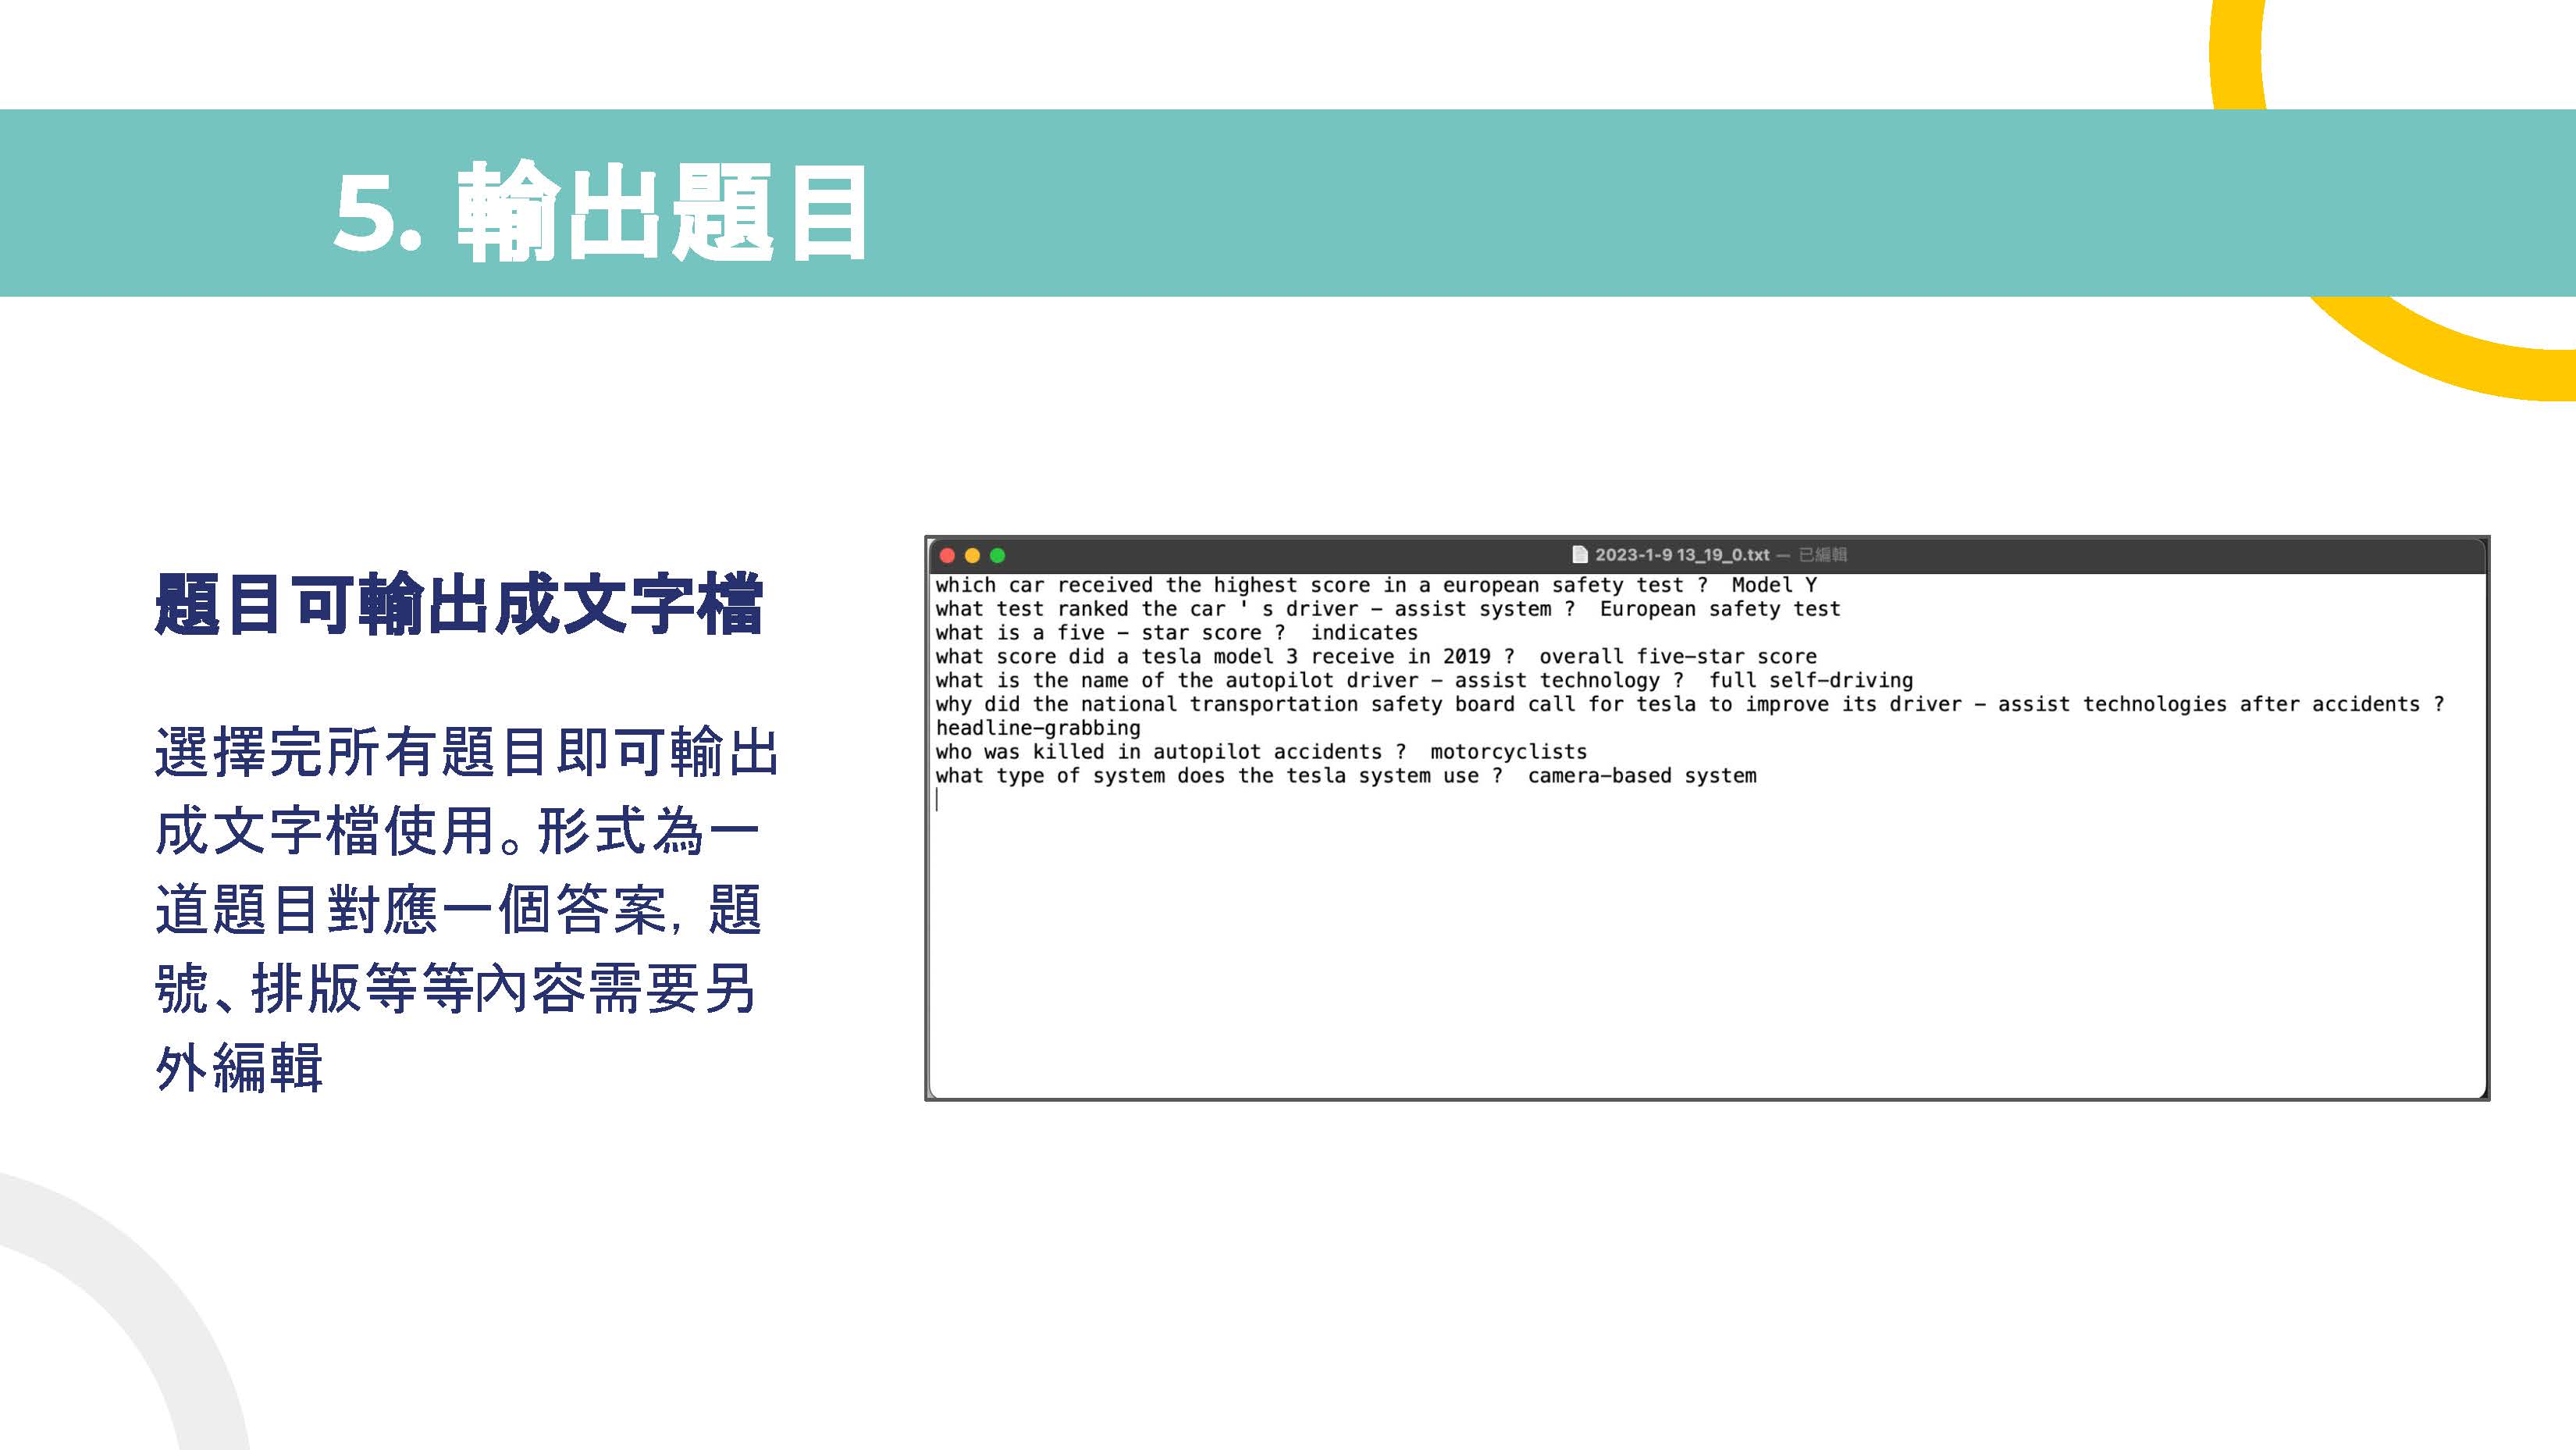 5. 輸出題目
題目可輸出成文字檔
選擇完所有題目即可輸出
成文字檔使用。形式為一
道題目對應一個答案，題
號、排版等等內容需要另
外編輯
2023-1-9 13_19_0.txt — 已編輯
which car received the highest score in a european safety test ?  Model Y
what test ranked the car ' s driver - assist system ?  European safety test
what is a five - star score ?  indicates
what score did a tesla model 3 receive in 2019 ?  overall five-star score
what is the name of the autopilot driver - assist technology ?  full self-driving
why did the national transportation safety board call for tesla to improve its driver - assist technologies after accidents ?
headline-grabbing
who was killed in autopilot accidents ?  motorcyclists
what type of system does the tesla system use ?  camera-based system